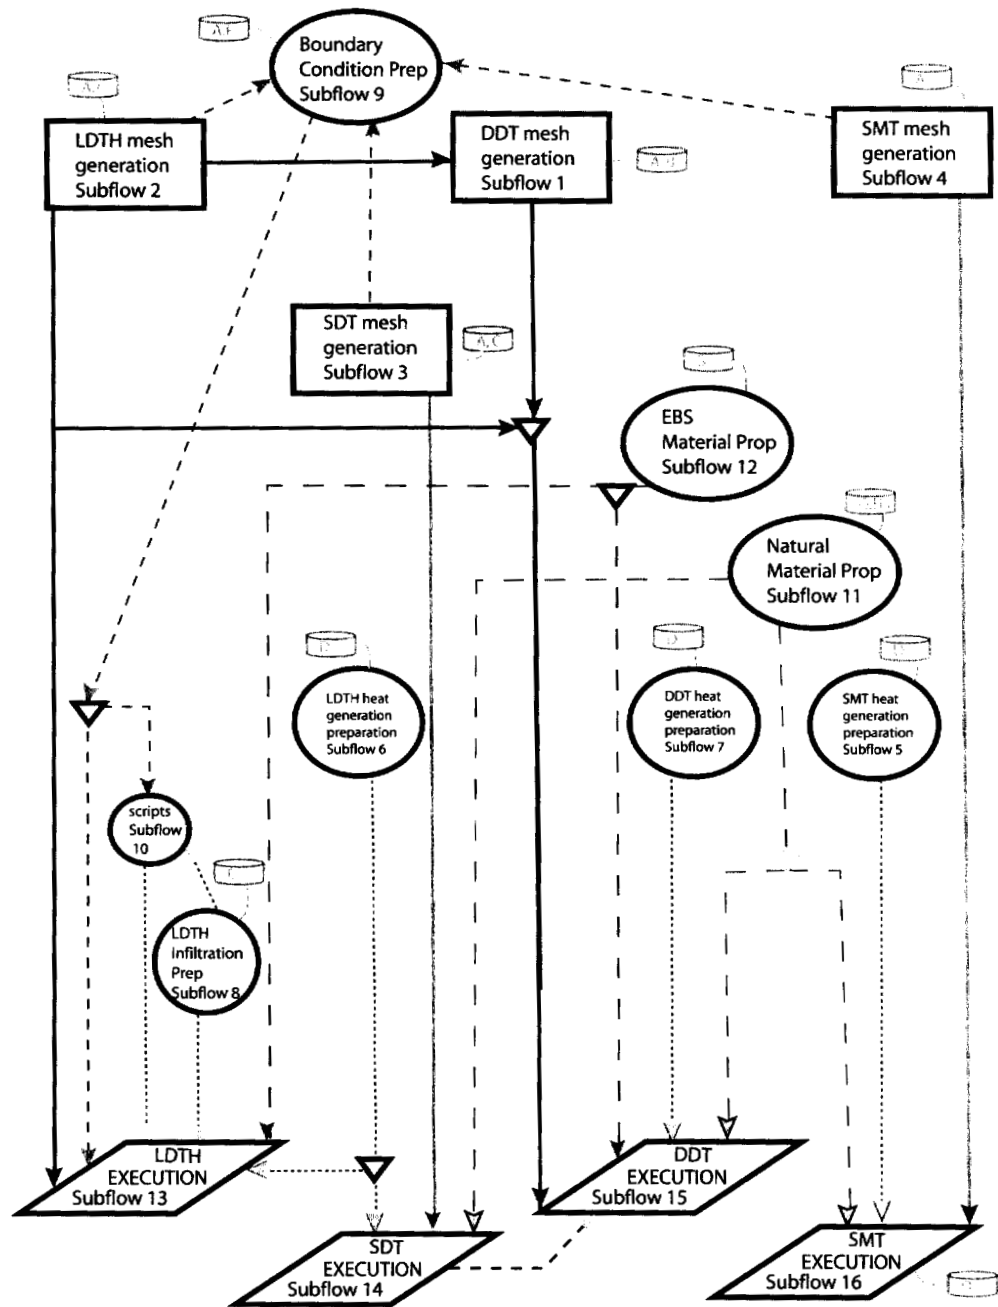 Boundary
Condition Prep
Subflow 9
LDTH mesh
generation
Subflow 2
DDT mesh
generation
Subflow 1
SMT mesh
generation
Subflow 4
SDT mesh
generation
Subflow 3
A,C
EBS
Material Prop
Subflow 12
Natural
Material Prop
Subflow 11
LDTH heat
generation
preparation
Subflow 6
D
DDT heat
generation
preparation
Subflow 7
SMT heat
generation
preparation
Subflow 5
scripts
Subflow
10
LDTH
Infiltration
Prep
Subflow 8
LDTH
EXECUTION
Subflow 13
DDT
EXECUTION
Subflow 15
SDT
EXECUTION
Subflow 14
SMT
EXECUTION
Subflow 16